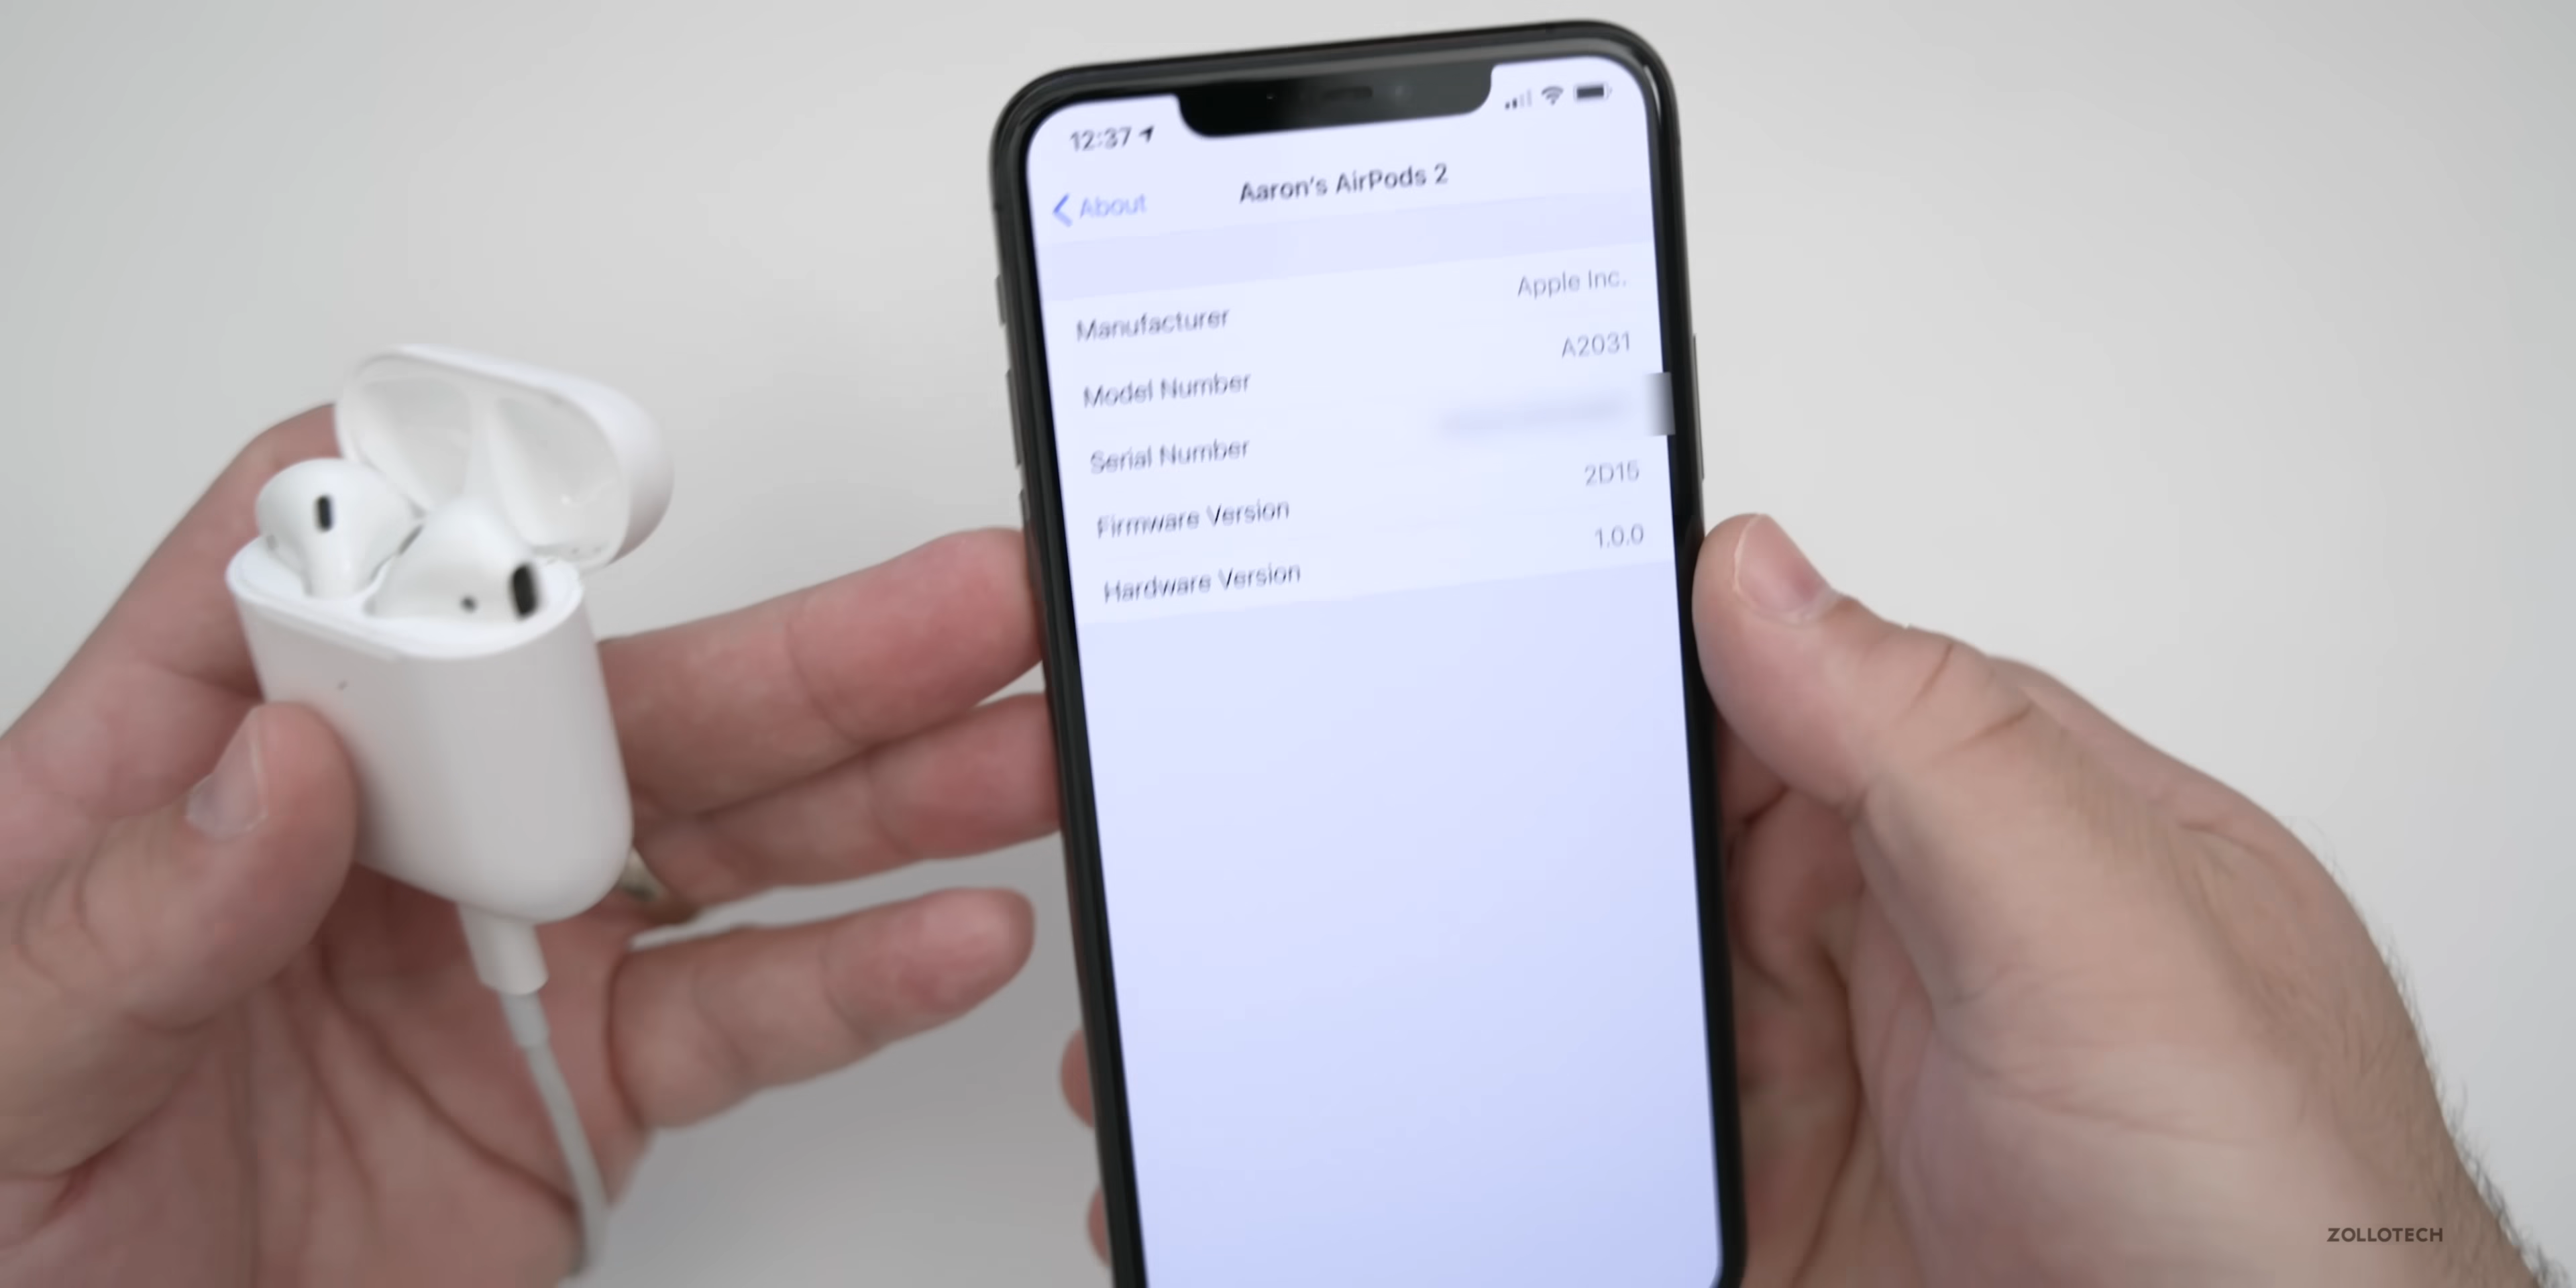 12:37
About
Aaron's AirPods 2
Manufacturer Apple Inc.
Model Number A2031
Serial Number
Firmware Version 2D15
Hardware Version 1.0.0
ZOLLOTECH